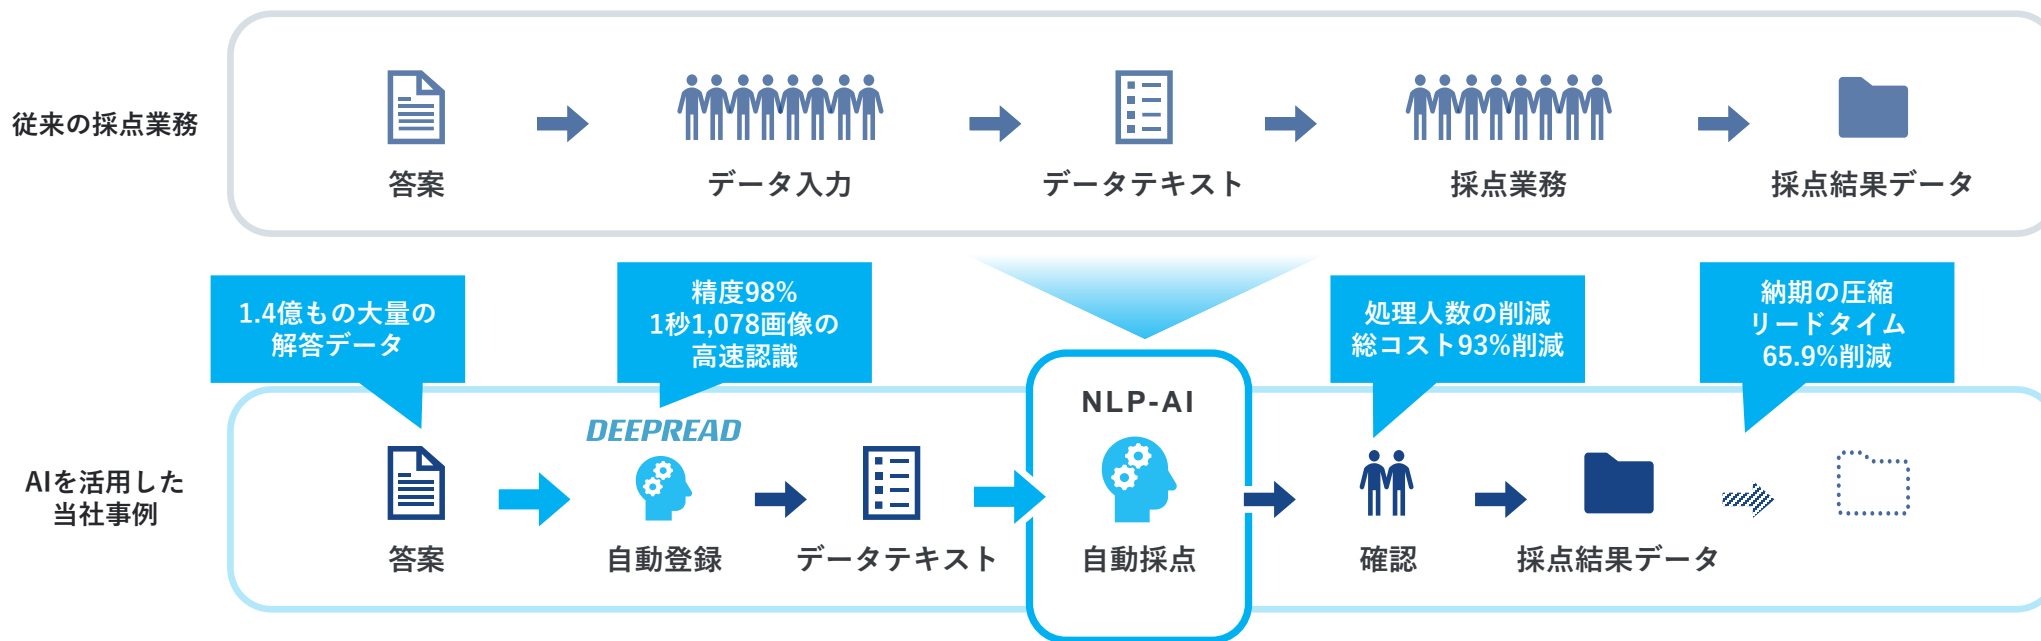 従来の採点業務
答案
データ入力
データテキスト
採点業務
採点結果データ
1.4億もの大量の
解答データ
精度98%
1秒1,078画像の
高速認識
処理人数の削減
総コスト93%削減
納期の圧縮
リードタイム
65.9%削減
AIを活用した
当社事例
答案
DEEPREAD
自動登録
データテキスト
NLP-AI
自動採点
確認
採点結果データ